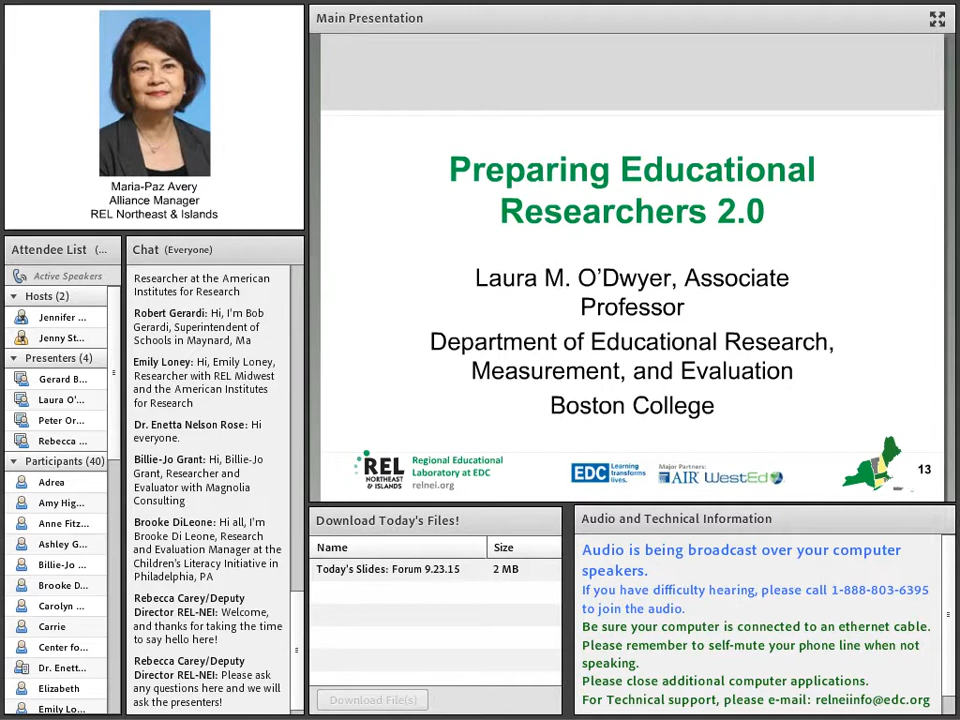 Maria-Paz Avery
Alliance Manager
REL Northeast & Islands
Main Presentation
Preparing Educational
Researchers 2.0
Laura M. O’Dwyer, Associate
Professor
Department of Educational Research,
Measurement, and Evaluation
Boston College
REL
NORTHEAST
& ISLANDS
Regional Educational
Laboratory at EDC
relnei.org
EDC
Learning
transforms
lives.
Major Partners:
AIR
WestEd
13
Attendee List (...
Active Speakers
Hosts (2)
Jennifer ...
Jenny St...
Presenters (4)
Gerard B...
Laura O'...
Peter Or...
Rebecca ...
Participants (40)
Adrea
Amy Hig...
Anne Fitz...
Ashley G...
Billie-Jo ...
Brooke D...
Carolyn ...
Carrie
Center fo...
Dr. Enett...
Elizabeth
Emily Lo...
Chat (Everyone)
Researcher at the American
Institutes for Research
Robert Gerardi: Hi, I'm Bob
Gerardi, Superintendent of
Schools in Maynard, Ma
Emily Loney: Hi, Emily Loney,
Researcher with REL Midwest
and the American Institutes
for Research
Dr. Enetta Nelson Rose: Hi
everyone.
Billie-Jo Grant: Hi, Billie-Jo
Grant, Researcher and
Evaluator with Magnolia
Consulting
Brooke DiLeone: Hi all, I'm
Brooke Di Leone, Research
and Evaluation Manager at the
Children's Literacy Initiative in
Philadelphia, PA
Rebecca Carey/Deputy
Director REL-NEI: Welcome,
and thanks for taking the time
to say hello here!
Rebecca Carey/Deputy
Director REL-NEI: Please ask
any questions here and we will
ask the presenters!
Download Today's Files!
Name Size
Today's Slides: Forum 9.23.15 2 MB
Download File(s)
Audio and Technical Information
Audio is being broadcast over your computer
speakers.
If you have difficulty hearing, please call 1-888-803-6395
to join the audio.
Be sure your computer is connected to an ethernet cable.
Please remember to self-mute your phone line when not
speaking.
Please close additional computer applications.
For Technical support, please e-mail: relneiinfo@edc.org